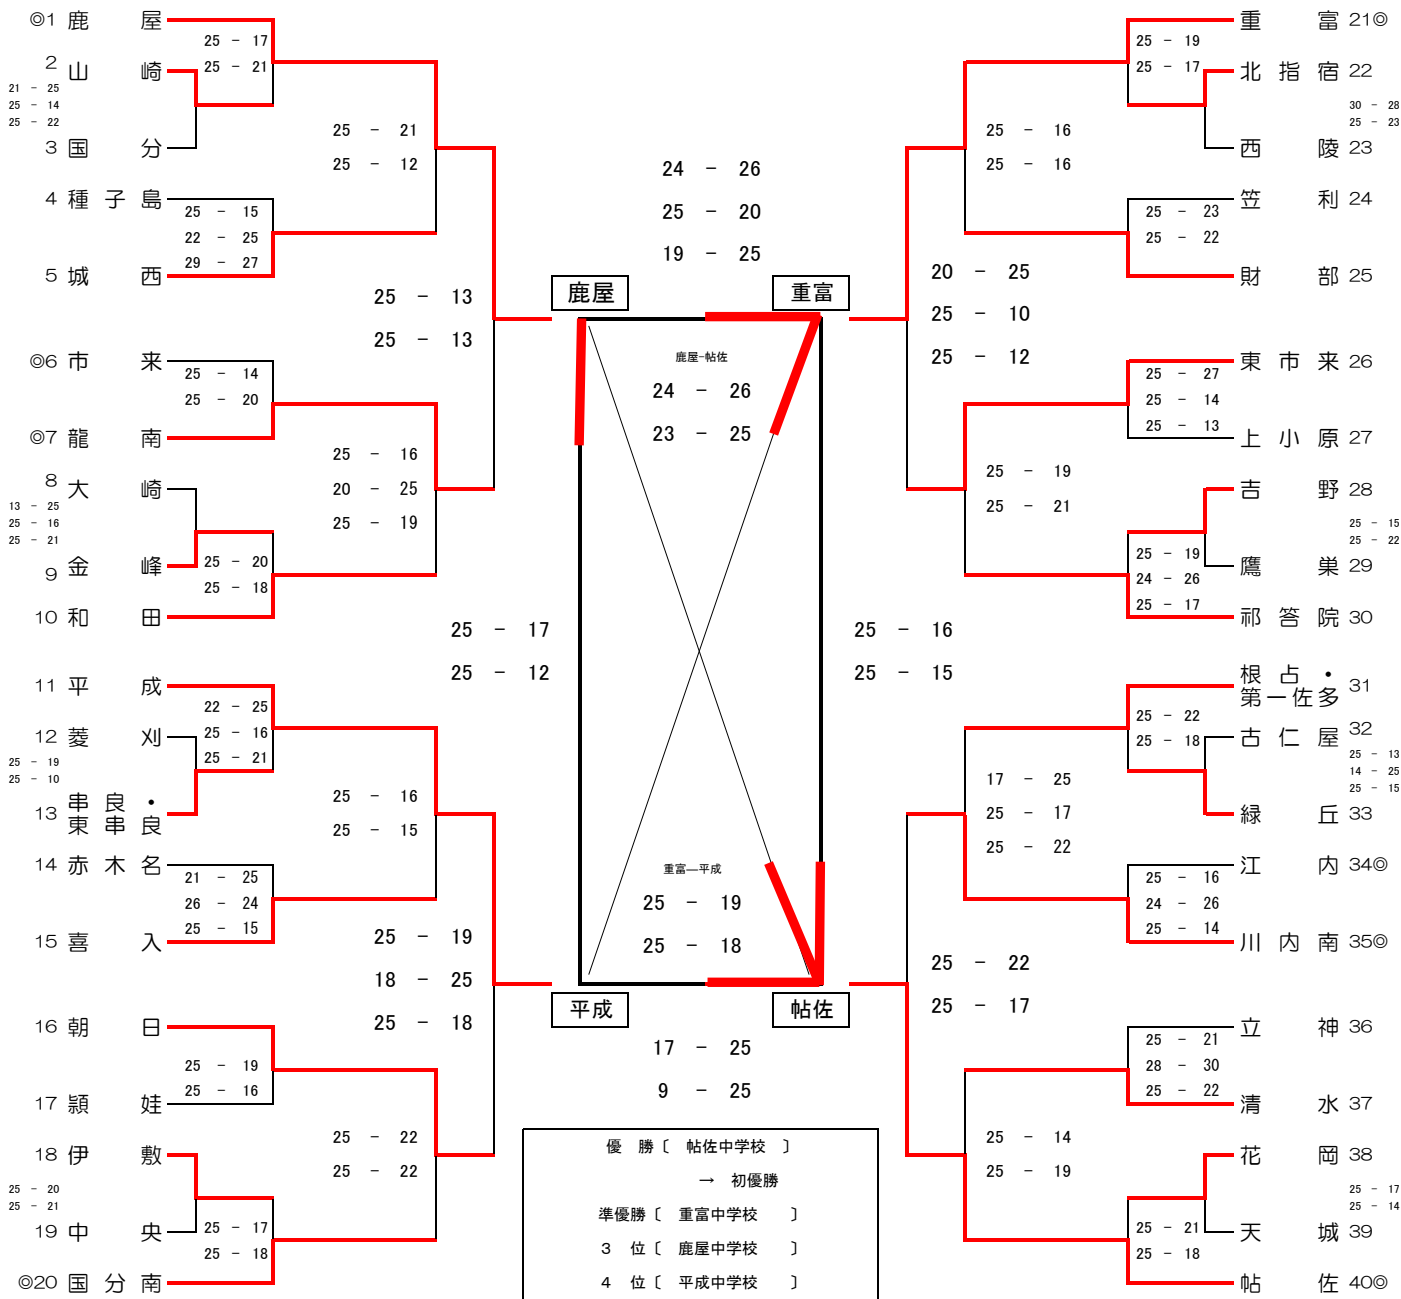 ◎1 鹿屋
25 - 17
25 - 21
2 山崎
21 - 25
25 - 14
25 - 22
3 国分
25 - 21
25 - 12
4 種子島
25 - 15
22 - 25
29 - 27
5 城西
25 - 13
25 - 13
◎6 市来
25 - 14
25 - 20
◎7 龍南
25 - 16
20 - 25
25 - 19
8 大崎
13 - 25
25 - 16
25 - 21
9 金峰
25 - 20
25 - 18
10 和田
25 - 17
25 - 12
11 平成
22 - 25
25 - 16
25 - 21
12 菱刈
25 - 19
25 - 10
13 串良・
東串良
25 - 16
25 - 15
14 赤木名
21 - 25
26 - 24
25 - 15
15 喜入
25 - 19
18 - 25
25 - 18
16 朝日
25 - 19
25 - 16
17 頴娃
25 - 22
25 - 22
18 伊敷
25 - 20
25 - 21
19 中央
25 - 17
25 - 18
◎20 国分南
24 - 26
25 - 20
19 - 25
鹿屋
重富
鹿屋-帖佐
24 - 26
23 - 25
重富―平成
25 - 19
25 - 18
平成
帖佐
17 - 25
9 - 25
優 勝〔 帖佐中学校 〕
→ 初優勝
準優勝〔 重富中学校 〕
3 位〔 鹿屋中学校 〕
4 位〔 平成中学校 〕
重富 21◎
25 - 19
25 - 17
北指宿 22
30 - 28
25 - 23
西陵 23
25 - 16
25 - 16
笠利 24
25 - 23
25 - 22
財部 25
20 - 25
25 - 10
25 - 12
東市来 26
25 - 27
25 - 14
25 - 13
上小原 27
25 - 19
25 - 21
吉野 28
25 - 15
25 - 22
鷹巣 29
25 - 19
24 - 26
25 - 17
祁答院 30
25 - 16
25 - 15
根占・
第一佐多 31
25 - 22
25 - 18
古仁屋 32
25 - 13
14 - 25
25 - 15
緑丘 33
17 - 25
25 - 17
25 - 22
江内 34◎
25 - 16
24 - 26
25 - 14
川内南 35◎
25 - 22
25 - 17
立神 36
25 - 21
28 - 30
25 - 22
清水 37
25 - 14
25 - 19
花岡 38
25 - 17
25 - 14
天城 39
25 - 21
25 - 18
帖佐 40◎